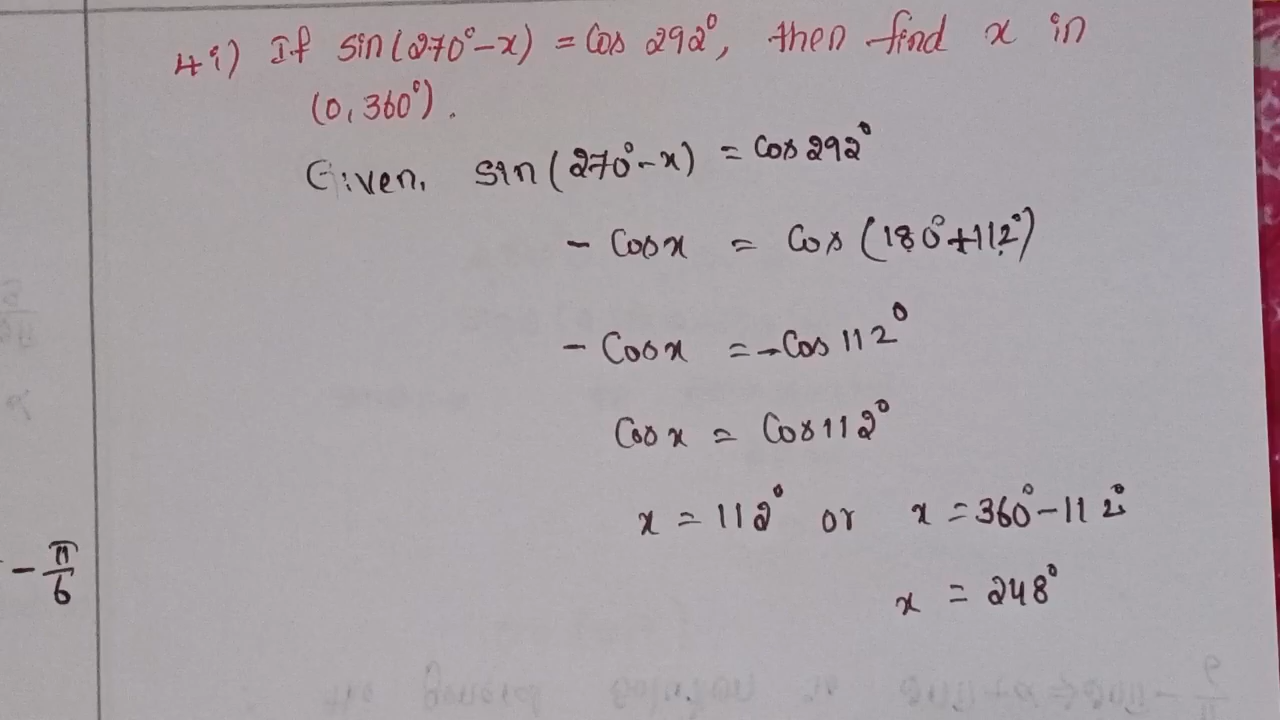 4 i) If sin(270°-x) = Cos 292°, then find x in
(0, 360°).
Given, sin(270°-x) = Cos 292°
- Cos x = Cos (180°+112°)
- Cos x = -Cos 112°
Cos x = Cos 112°
x = 112° or x = 360°-112°
x = 248°
- π/6